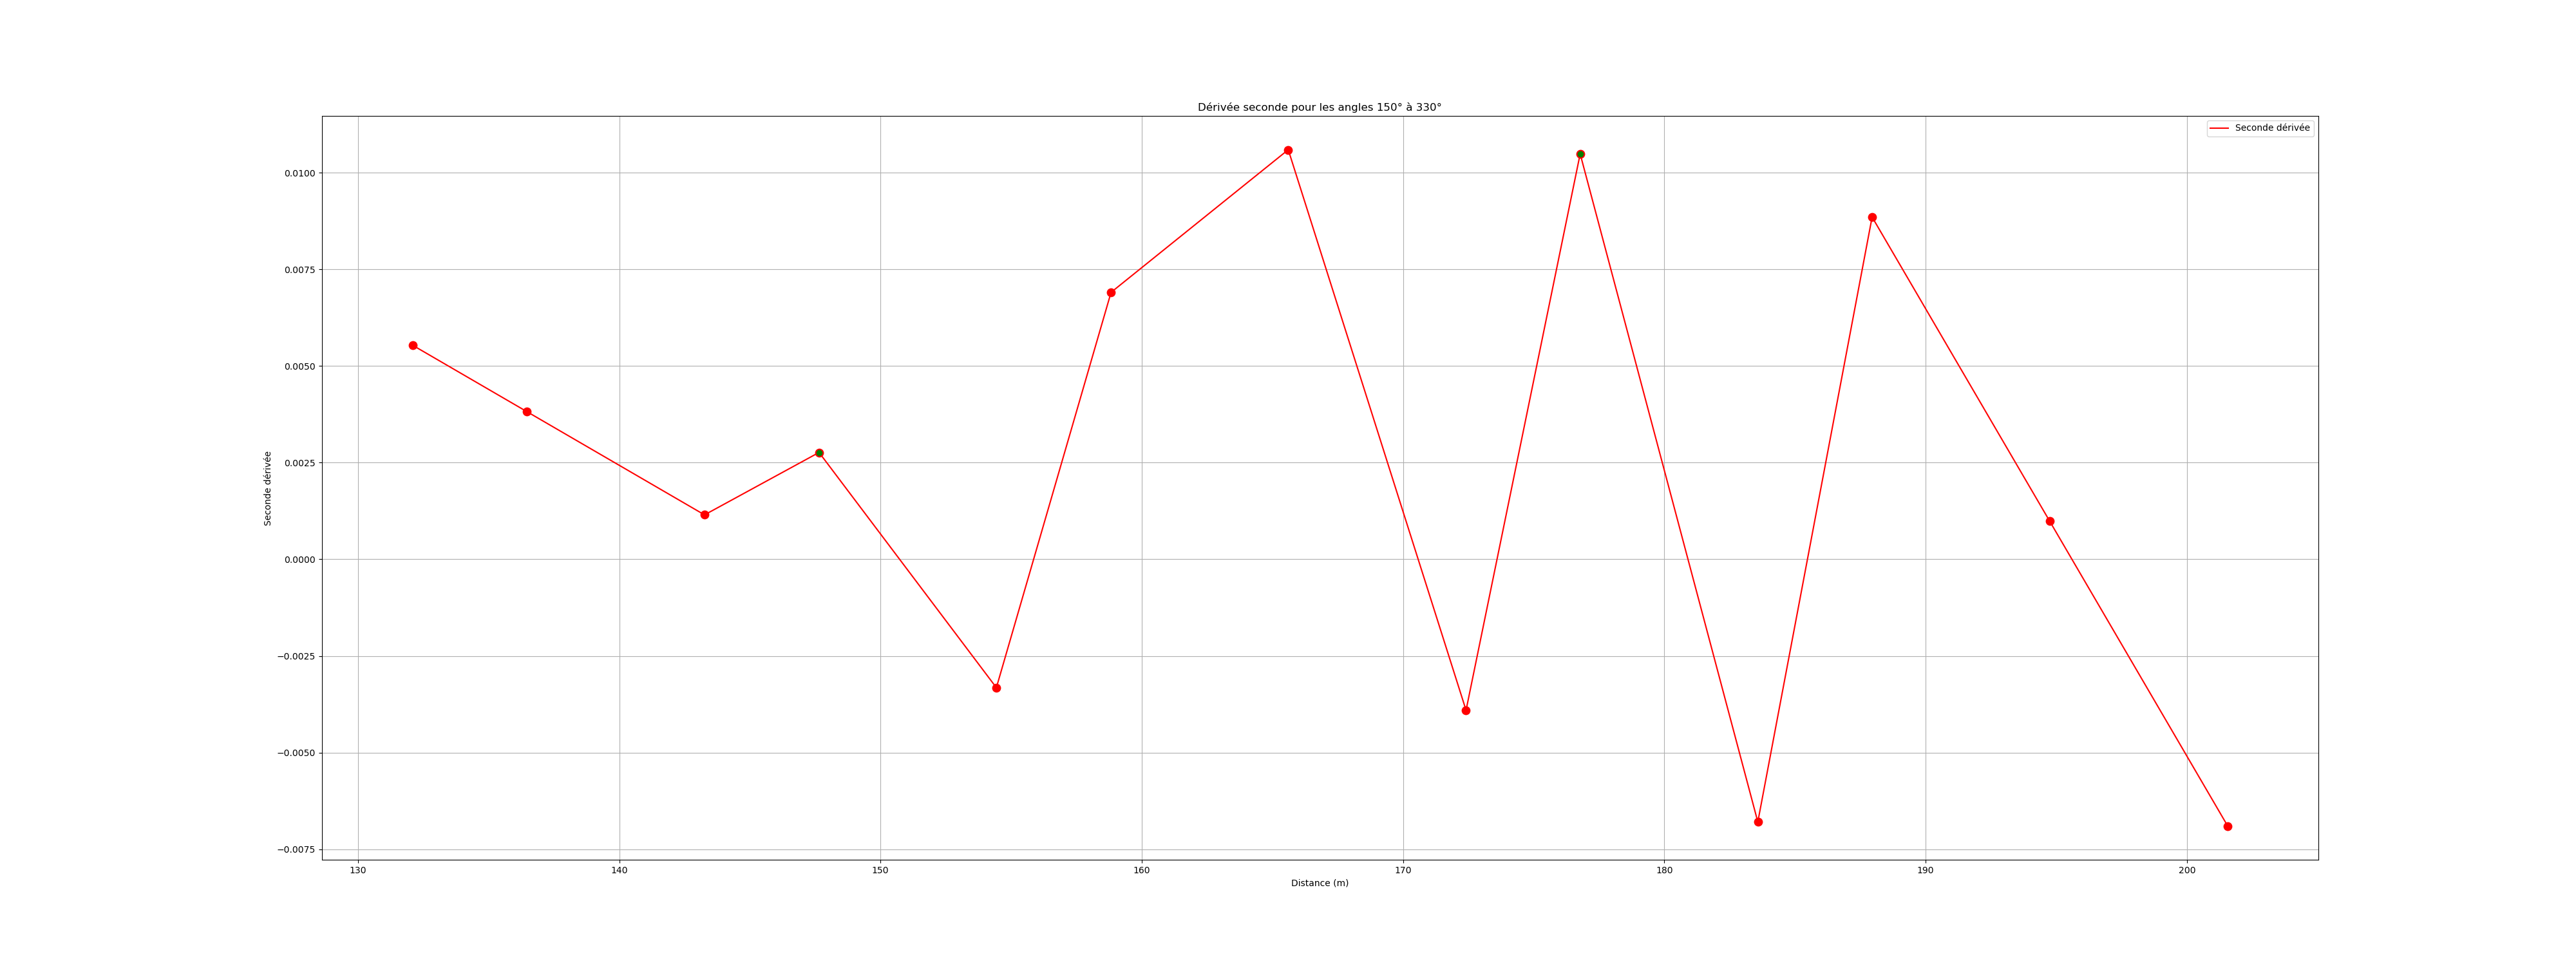 Dérivée seconde pour les angles 150° à 330°
Seconde dérivée
0.0100
0.0075
0.0050
0.0025
0.0000
−0.0025
−0.0050
−0.0075
Seconde dérivée
130 140 150 160 170 180 190 200
Distance (m)